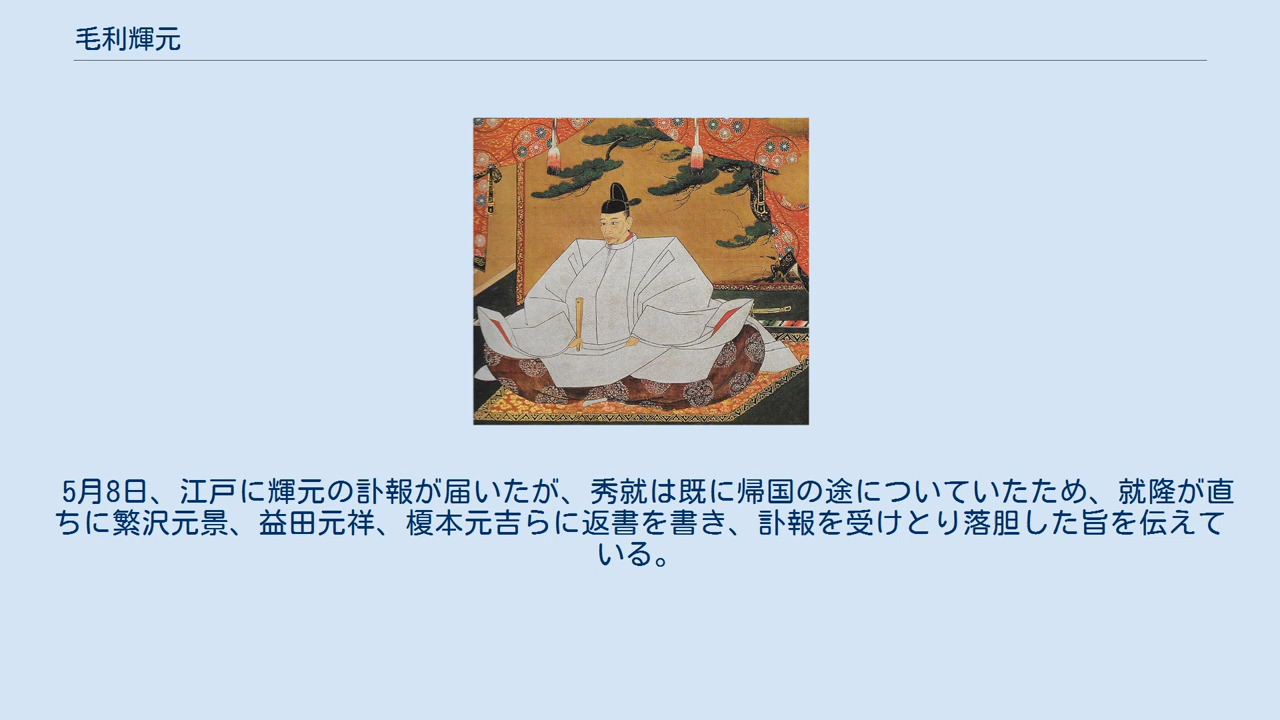 毛利輝元
5月8日、江戸に輝元の訃報が届いたが、秀就は既に帰国の途についていたため、就隆が直
ちに繁沢元景、益田元祥、榎本元吉らに返書を書き、訃報を受けとり落胆した旨を伝えて
いる。